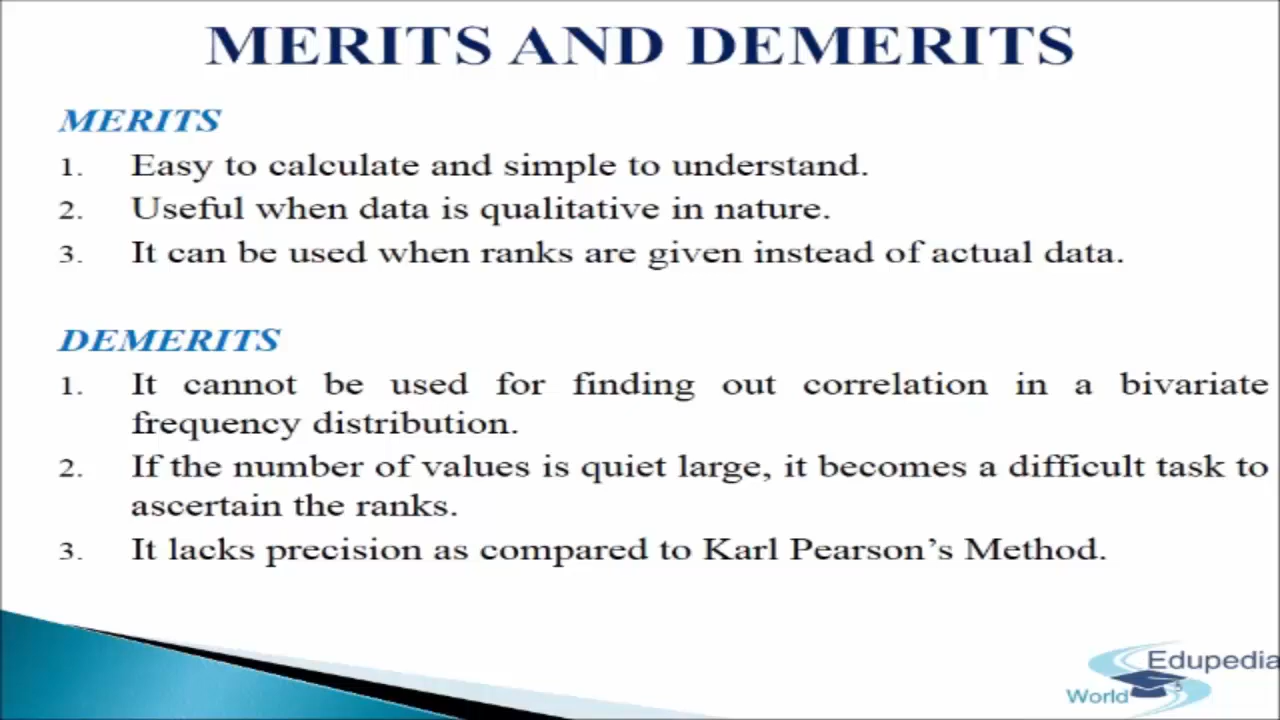 MERITS AND DEMERITS
MERITS
1. Easy to calculate and simple to understand.
2. Useful when data is qualitative in nature.
3. It can be used when ranks are given instead of actual data.
DEMERITS
1. It cannot be used for finding out correlation in a bivariate
frequency distribution.
2. If the number of values is quiet large, it becomes a difficult task to
ascertain the ranks.
3. It lacks precision as compared to Karl Pearson’s Method.
Edupedia
World